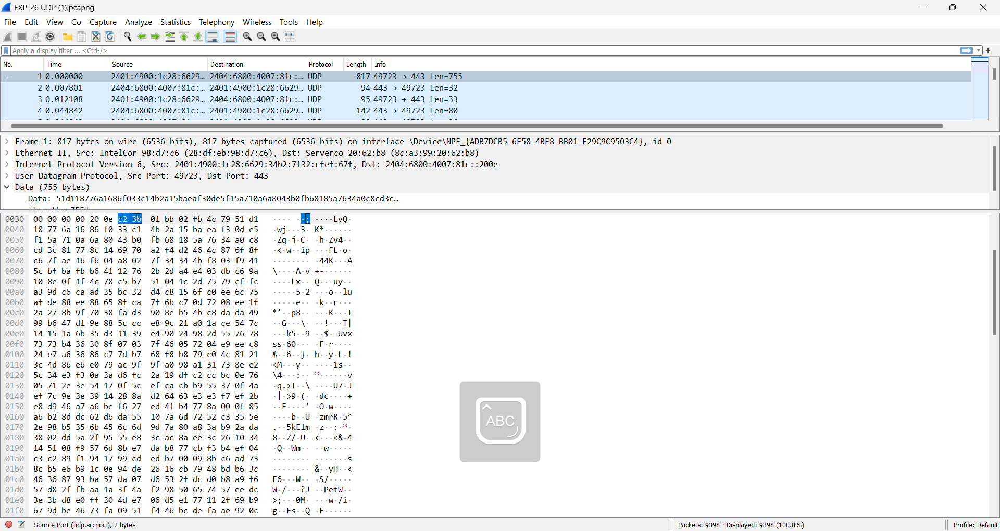 EXP-26 UDP (1).pcapng
File Edit View Go Capture Analyze Statistics Telephony Wireless Tools Help
Apply a display filter ... <Ctrl-/>
No. Time Source Destination Protocol Length Info
1 0.000000 2401:4900:1c28:6629… 2404:6800:4007:81c:… UDP 817 49723 → 443 Len=755
2 0.007801 2404:6800:4007:81c:… 2401:4900:1c28:6629… UDP 94 443 → 49723 Len=32
3 0.012108 2401:4900:1c28:6629… 2404:6800:4007:81c:… UDP 95 49723 → 443 Len=33
4 0.044842 2404:6800:4007:81c:… 2401:4900:1c28:6629… UDP 142 443 → 49723 Len=80
Frame 1: 817 bytes on wire (6536 bits), 817 bytes captured (6536 bits) on interface \Device\NPF_{ADB7DCB5-6E58-4BF8-BB01-F29C9C9503C4}, id 0
Ethernet II, Src: IntelCor_98:d7:c6 (28:df:eb:98:d7:c6), Dst: Serverco_20:62:b8 (8c:a3:99:20:62:b8)
Internet Protocol Version 6, Src: 2401:4900:1c28:6629:34b2:7132:cfef:67f, Dst: 2404:6800:4007:81c::200e
User Datagram Protocol, Src Port: 49723, Dst Port: 443
Data (755 bytes)
Data: 51d118776a1686f033c14b2a15baeaf30de5f15a710a6a8043b0fb68185a7634a0c8cd3c…
0030 00 00 00 00 20 0e c2 3b 01 bb 02 fb 4c 79 51 d1 ···· ··; ····LyQ·
0040 18 77 6a 16 86 f0 33 c1 4b 2a 15 ba ea f3 0d e5 ·wj···3· K*······
0050 f1 5a 71 0a 6a 80 43 b0 fb 68 18 5a 76 34 a0 c8 ·Zq·j·C· ·h·Zv4··
0060 cd 3c 81 77 8c 14 69 70 a2 f4 d2 46 4c 87 6f 8f ·<·w··ip ···FL·o·
0070 c6 7f ae 16 f6 04 a8 02 7f 34 34 4b f8 03 f9 41 ········ ·44K···A
0080 5c bf ba fb b6 41 12 76 2b 2d a4 e4 03 db c6 9a \····A·v +-······
0090 10 8e 0f 1f 4c 78 c5 b7 51 04 1c 2d 75 79 cf fc ····Lx·· Q··-uy··
00a0 a3 9d c6 ca ad 35 bc 32 d4 c8 15 6f c0 ee 6c 75 ·····5·2 ···o··lu
00b0 af de 88 ee 88 65 8f ca 7f 6b c7 0d 72 08 ee 1f ·····e·· ·k··r···
00c0 2a 27 8b 9f 70 38 fa d3 90 8e b5 4b c8 da da 49 *'··p8·· ···K···I
00d0 99 b6 47 d1 9e 88 5c cc e8 9c 21 a0 1a ce 54 7c ··G···\· ··!···T|
00e0 14 15 1a 6b 35 d3 11 39 e4 90 24 98 2d 55 76 78 ···k5··9 ··$·-Uvx
00f0 73 73 b4 36 30 8f 07 03 7f 46 05 72 04 e9 ee c8 ss·60··· ·F·r····
0100 24 e7 a6 36 86 c7 7d b7 68 f8 b8 79 c0 4c 81 21 $··6··}· h··y·L·!
0110 3c 4d 86 e6 e0 79 ac 9f 9f a0 98 a1 31 73 8e e2 <M···y·· ····1s··
0120 5c 34 e3 f3 0a 3a d6 fc 2a 19 df c2 cc bc 0e 76 \4···:·· *······v
0130 05 71 2e 3e 54 17 0f 5c ef ca cb b9 55 37 0f 4a ·q.>T··\ ····U7·J
0140 ef 7c 9e 3e 39 14 28 8a d2 64 63 e3 e3 f7 ef 2b ·|·>9·(· ·dc····+
0150 e8 d9 46 a7 a6 be f6 27 ed 4f b4 77 8a 00 0f 85 ··F····' ·O·w····
0160 a6 b2 8d dc 62 d6 da 55 10 7a 6d 72 52 c3 35 5e ····b··U ·zmrR·5^
0170 2e 98 b5 35 6b 45 6c 6d 9d 7a 80 a8 3a b9 2a da .··5kElm ·z··:·*·
0180 38 02 dd 5a 2f 95 55 e8 3c ac 8a ee 3c 26 10 34 8··Z/·U· <···<&·4
0190 14 51 08 f9 57 6d 8b e7 da b8 77 cb f3 b4 ef 04 ·Q··Wm·· ··w·····
01a0 c3 c2 89 f1 94 17 99 cd ed b7 00 09 8b c6 ad 73 ········ ·······s
01b0 8c b5 e6 b9 1c 0e 94 de 26 16 cb 79 48 bd b6 3c ········ &··yH··<
01c0 46 36 87 93 ba 57 da 07 d6 53 2f dc d0 b8 a9 f6 F6···W·· ·S/·····
01d0 57 d8 2f fb aa 1a 3f 4a f2 98 50 65 74 57 ee dc W·/···?J ··PetW··
01e0 3e 3b d8 e0 ff 30 4d e7 06 d5 e1 77 11 2f 69 b9 >;···0M· ···w·/i·
01f0 67 9d be 46 73 fa 09 51 f4 46 bc de fa ae 92 0c g··Fs··Q ·F······
ABC
Source Port (udp.srcport), 2 bytes
Packets: 9398 · Displayed: 9398 (100.0%)
Profile: Default